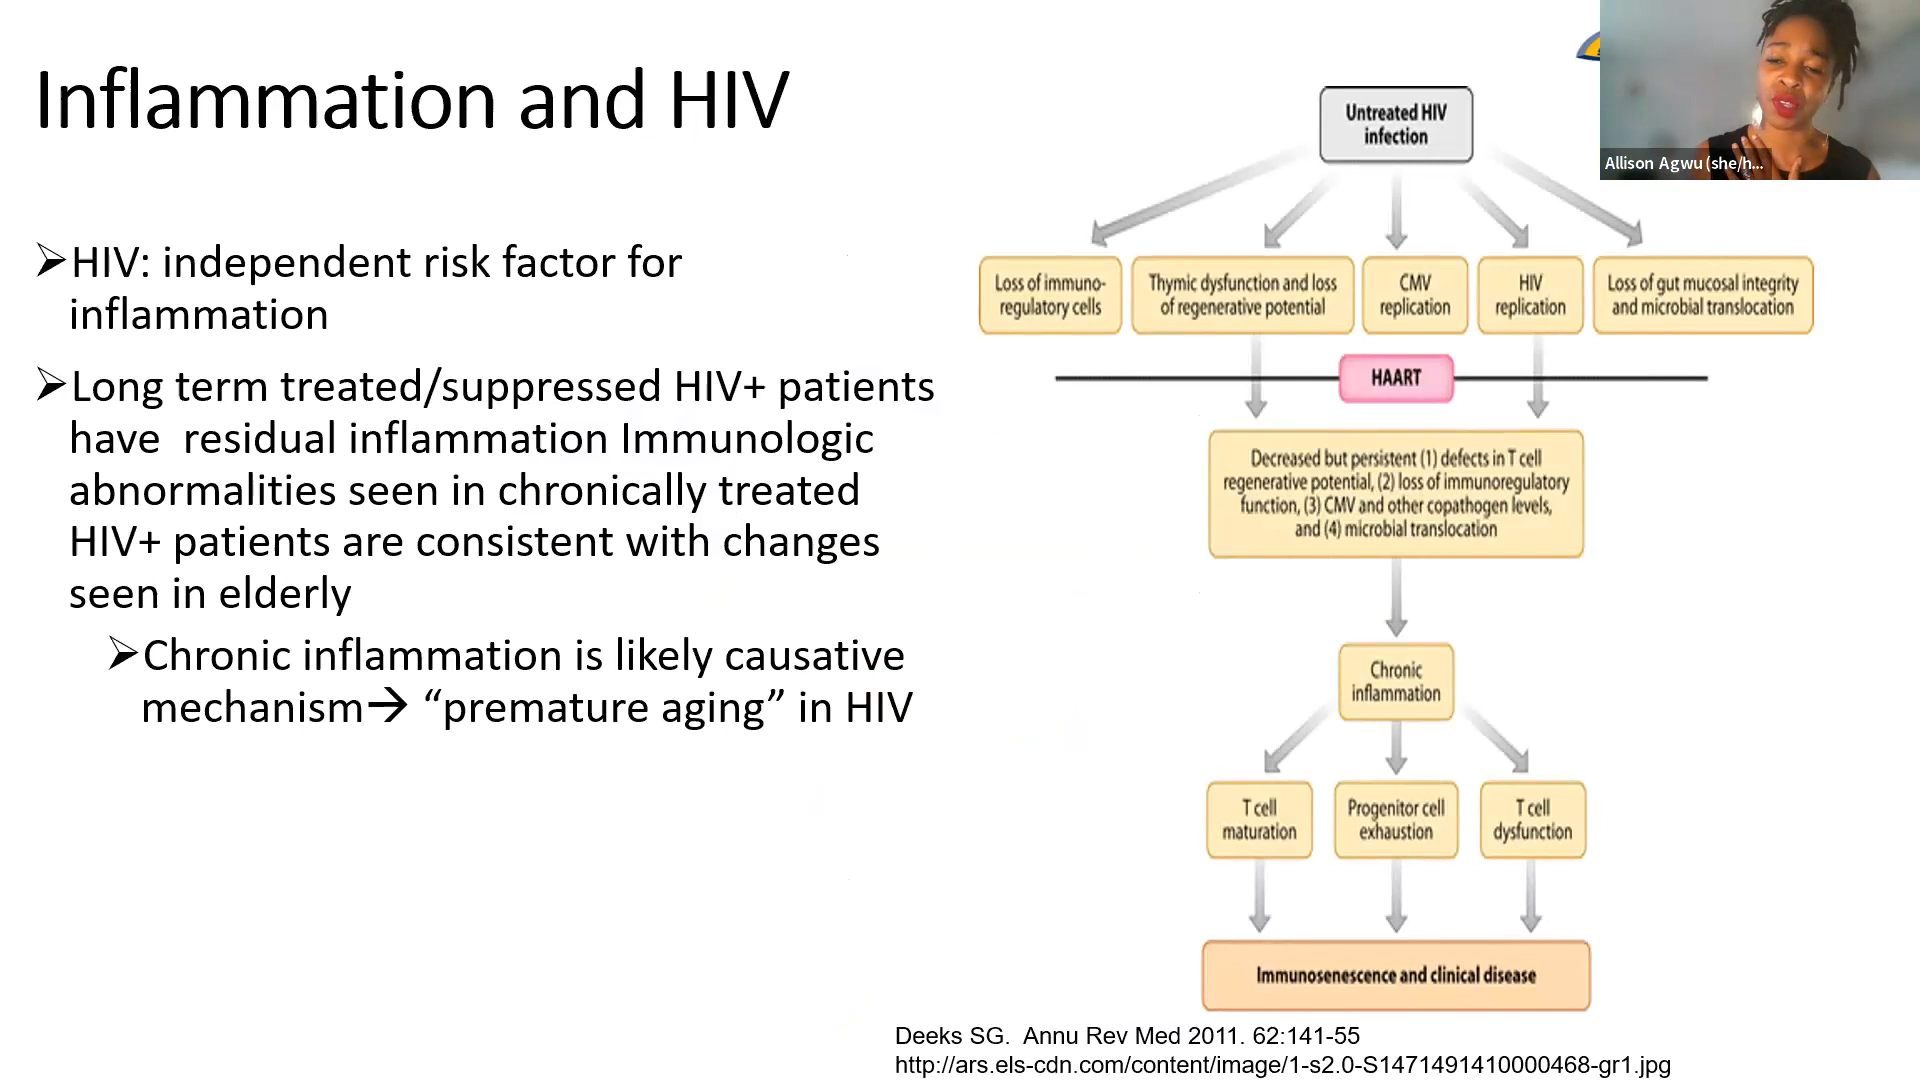 Inflammation and HIV
➢HIV: independent risk factor for
inflammation
➢Long term treated/suppressed HIV+ patients
have  residual inflammation Immunologic
abnormalities seen in chronically treated
HIV+ patients are consistent with changes
seen in elderly
➢Chronic inflammation is likely causative
mechanism→ “premature aging” in HIV
Allison Agwu (she/h...
Untreated HIV
infection
Loss of immuno-
regulatory cells
Thymic dysfunction and loss
of regenerative potential
CMV
replication
HIV
replication
Loss of gut mucosal integrity
and microbial translocation
HAART
Decreased but persistent (1) defects in T cell
regenerative potential, (2) loss of immunoregulatory
function, (3) CMV and other copathogen levels,
and (4) microbial translocation
Chronic
inflammation
T cell
maturation
Progenitor cell
exhaustion
T cell
dysfunction
Immunosenescence and clinical disease
Deeks SG.  Annu Rev Med 2011. 62:141-55
http://ars.els-cdn.com/content/image/1-s2.0-S1471491410000468-gr1.jpg